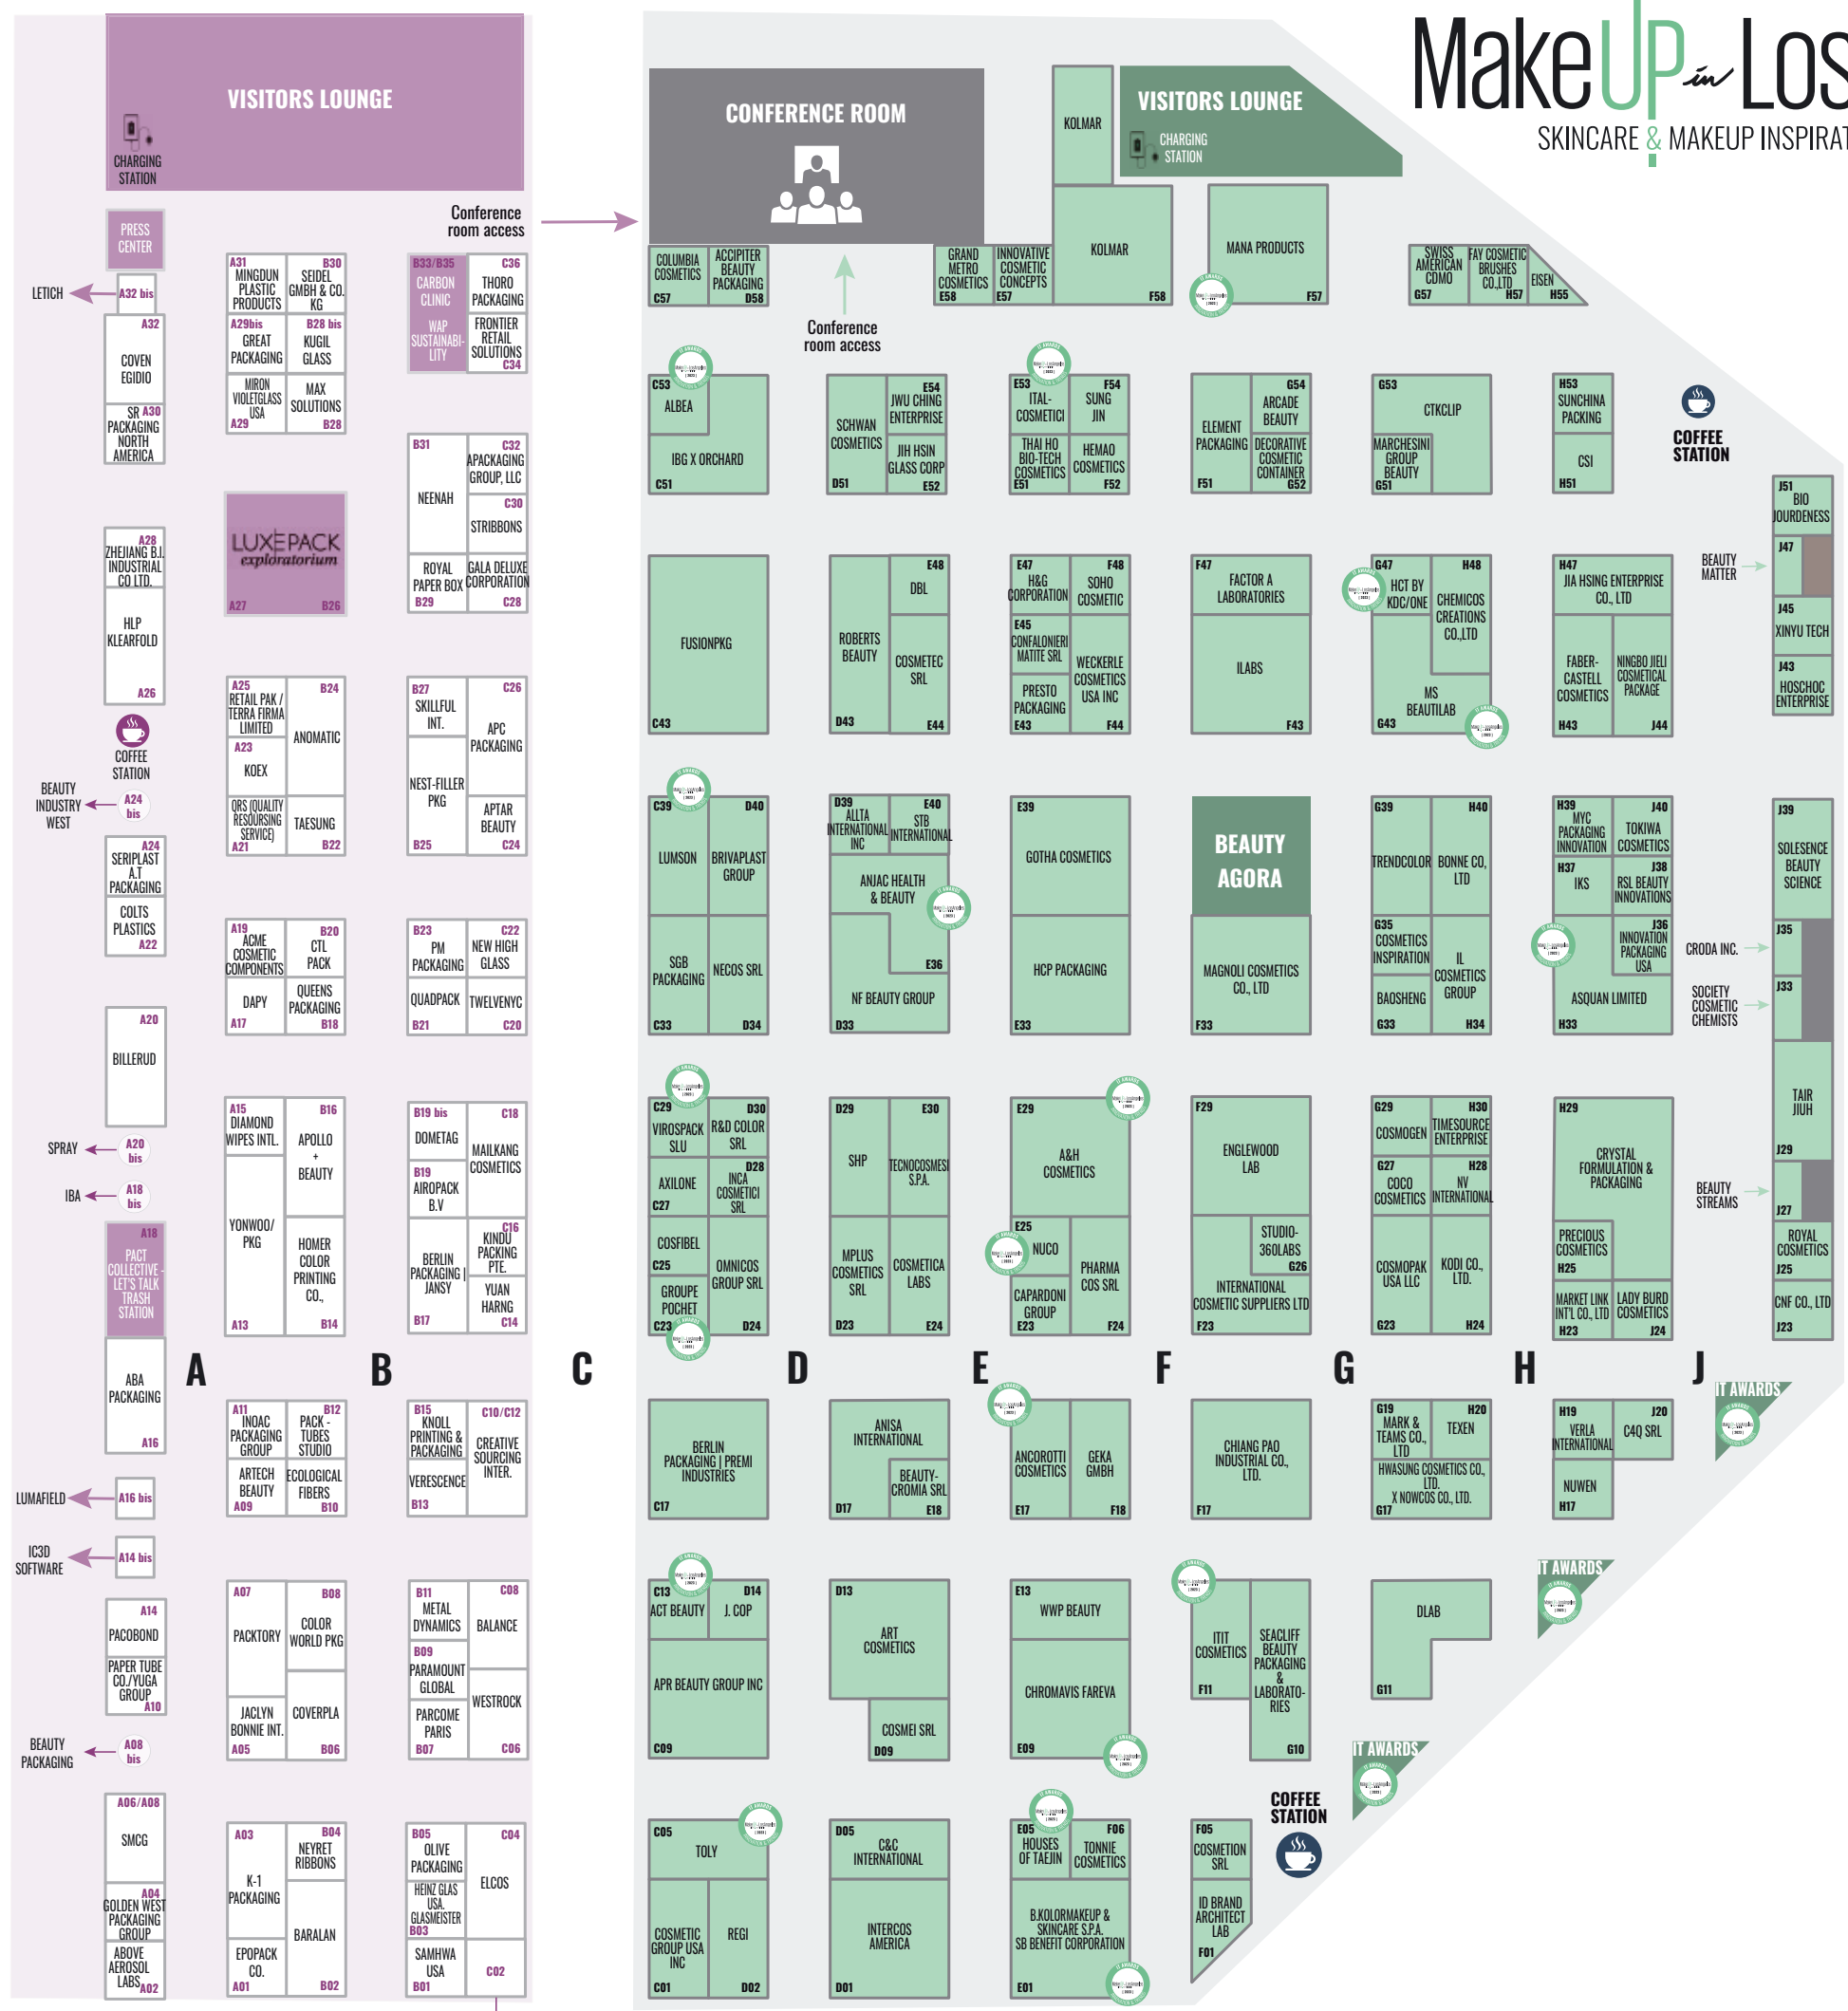 MakeUp in Los
SKINCARE & MAKEUP INSPIRAT
VISITORS LOUNGE
CHARGING
STATION
PRESS
CENTER
Conference
room access
LETICH
A32 bis
A32
COVEN
EGIDIO
SR A30
PACKAGING
NORTH
AMERICA
A28
ZHEJIANG B.I.
INDUSTRIAL
CO LTD.
HLP
KLEARFOLD
A26
COFFEE
STATION
BEAUTY
INDUSTRY
WEST
A24
bis
A24
SERIPLAST
A.T
PACKAGING
COLTS
PLASTICS
A22
A20
BILLERUD
SPRAY
A20
bis
IBA
A18
bis
A18
PACT
COLLECTIVE -
LET'S TALK
TRASH
STATION
ABA
PACKAGING
A16
LUMAFIELD
A16 bis
IC3D
SOFTWARE
A14 bis
A14
PACOBOND
PAPER TUBE
CO./YUGA
GROUP
A10
BEAUTY
PACKAGING
A08
bis
A06/A08
SMCG
A04
GOLDEN WEST
PACKAGING
GROUP
ABOVE
AEROSOL
LABS
A02
A31
MINGDUN
PLASTIC
PRODUCTS
B30
SEIDEL
GMBH & CO.
KG
A29bis
GREAT
PACKAGING
B28 bis
KUGIL
GLASS
MIRON
VIOLETGLASS
USA
A29
MAX
SOLUTIONS
B28
LUXEPACK
exploratorium
A27
B26
A25
RETAIL PAK /
TERRA FIRMA
LIMITED
B24
ANOMATIC
A23
KOEX
QRS (QUALITY
RESOURSING
SERVICE)
A21
TAESUNG
B22
A19
ACME
COSMETIC
COMPONENTS
B20
CTL
PACK
DAPY
A17
QUEENS
PACKAGING
B18
A15
DIAMOND
WIPES INTL.
B16
APOLLO
+
BEAUTY
YONWOO/
PKG
A13
HOMER
COLOR
PRINTING
CO.,
B14
A
A11
INOAC
PACKAGING
GROUP
B12
PACK -
TUBES
STUDIO
ARTECH
BEAUTY
A09
ECOLOGICAL
FIBERS
B10
A07
PACKTORY
B08
COLOR
WORLD PKG
JACLYN
BONNIE INT.
A05
COVERPLA
B06
A03
K-1
PACKAGING
B04
NEYRET
RIBBONS
EPOPACK
CO.
A01
BARALAN
B02
B33/B35
CARBON
CLINIC
WAP
SUSTAINABI-
LITY
C36
THORO
PACKAGING
FRONTIER
RETAIL
SOLUTIONS
C34
B31
NEENAH
C32
APACKAGING
GROUP, LLC
C30
STRIBBONS
ROYAL
PAPER BOX
B29
GALA DELUXE
CORPORATION
C28
B27
SKILLFUL
INT.
C26
APC
PACKAGING
NEST-FILLER
PKG
B25
APTAR
BEAUTY
C24
B23
PM
PACKAGING
C22
NEW HIGH
GLASS
QUADPACK
B21
TWELVENYC
C20
B19 bis
DOMETAG
C18
MAILKANG
COSMETICS
B19
AIROPACK
B.V
BERLIN
PACKAGING |
JANSY
B17
C16
KINDU
PACKING
PTE.
YUAN
HARNG
C14
B
B15
KNOLL
PRINTING &
PACKAGING
C10/C12
CREATIVE
SOURCING
INTER.
VERESCENCE
B13
B11
METAL
DYNAMICS
C08
BALANCE
B09
PARAMOUNT
GLOBAL
WESTROCK
C06
PARCOME
PARIS
B07
B05
OLIVE
PACKAGING
C04
ELCOS
HEINZ GLAS
USA.
GLASMEISTER
B03
SAMHWA
USA
B01
C02
C
CONFERENCE ROOM
COLUMBIA
COSMETICS
C57
ACCIPITER
BEAUTY
PACKAGING
D58
Conference
room access
GRAND
METRO
COSMETICS
E58
INNOVATIVE
COSMETIC
CONCEPTS
E57
KOLMAR
KOLMAR
F58
VISITORS LOUNGE
CHARGING
STATION
MANA PRODUCTS
F57
SWISS
AMERICAN
CDMO
G57
FAY COSMETIC
BRUSHES
CO.,LTD
H57
EISEN
H55
C53
ALBEA
IBG X ORCHARD
C51
SCHWAN
COSMETICS
D51
E54
JWU CHING
ENTERPRISE
JIH HSIN
GLASS CORP
E52
E53
ITAL-
COSMETICI
F54
SUNG
JIN
THAI HO
BIO-TECH
COSMETICS
E51
HEMAO
COSMETICS
F52
ELEMENT
PACKAGING
F51
G54
ARCADE
BEAUTY
DECORATIVE
COSMETIC
CONTAINER
G52
G53
CTKCLIP
MARCHESINI
GROUP
BEAUTY
G51
H53
SUNCHINA
PACKING
CSI
H51
COFFEE
STATION
J51
BIO
JOURDENESS
BEAUTY
MATTER
J47
J45
XINYU TECH
J43
HOSCHOC
ENTERPRISE
FUSIONPKG
C43
ROBERTS
BEAUTY
D43
E48
DBL
COSMETEC
SRL
E44
E47
H&G
CORPORATION
F48
SOHO
COSMETIC
E45
CONFALONIERI
MATITE SRL
WECKERLE
COSMETICS
USA INC
F44
PRESTO
PACKAGING
E43
F47
FACTOR A
LABORATORIES
ILABS
F43
G47
HCT BY
KDC/ONE
H48
CHEMICOS
CREATIONS
CO.,LTD
MS
BEAUTILAB
G43
H47
JIA HSING ENTERPRISE
CO., LTD
FABER-
CASTELL
COSMETICS
H43
NINGBO JIELI
COSMETICAL
PACKAGE
J44
C39
LUMSON
D40
BRIVAPLAST
GROUP
SGB
PACKAGING
C33
NECOS SRL
D34
D39
ALLTA
INTERNATIONAL
INC
E40
STB
INTERNATIONAL
ANJAC HEALTH
& BEAUTY
E36
NF BEAUTY GROUP
D33
E39
GOTHA COSMETICS
HCP PACKAGING
E33
BEAUTY
AGORA
MAGNOLI COSMETICS
CO., LTD
F33
G39
TRENDCOLOR
H40
BONNE CO,
LTD
G35
COSMETICS
INSPIRATION
IL
COSMETICS
GROUP
H34
BAOSHENG
G33
H39
MYC
PACKAGING
INNOVATION
J40
TOKIWA
COSMETICS
H37
IKS
J38
RSL BEAUTY
INNOVATIONS
J36
INNOVATION
PACKAGING
USA
ASQUAN LIMITED
H33
J39
SOLESENCE
BEAUTY
SCIENCE
CRODA INC.
J35
SOCIETY
COSMETIC
CHEMISTS
J33
TAIR
JIUH
J29
BEAUTY
STREAMS
J27
ROYAL
COSMETICS
J25
CNF CO., LTD
J23
C29
VIROSPACK
SLU
D30
R&D COLOR
SRL
AXILONE
C27
D28
INCA
COSMETICI
SRL
COSFIBEL
C25
OMNICOS
GROUP SRL
D24
GROUPE
POCHET
C23
D29
SHP
E30
TECNOCOSMESI
S.P.A.
MPLUS
COSMETICS
SRL
D23
COSMETICA
LABS
E24
E29
A&H
COSMETICS
E25
NUCO
PHARMA
COS SRL
F24
CAPARDONI
GROUP
E23
F29
ENGLEWOOD
LAB
STUDIO-
360LABS
G26
INTERNATIONAL
COSMETIC SUPPLIERS LTD
F23
G29
COSMOGEN
H30
TIMESOURCE
ENTERPRISE
G27
COCO
COSMETICS
H28
NV
INTERNATIONAL
COSMOPAK
USA LLC
G23
KODI CO.,
LTD.
H24
H29
CRYSTAL
FORMULATION &
PACKAGING
PRECIOUS
COSMETICS
H25
MARKET LINK
INT'L CO., LTD
H23
LADY BURD
COSMETICS
J24
D
E
F
G
H
J
BERLIN
PACKAGING | PREMI
INDUSTRIES
C17
ANISA
INTERNATIONAL
D17
BEAUTY-
CROMIA SRL
E18
ANCOROTTI
COSMETICS
E17
GEKA
GMBH
F18
CHIANG PAO
INDUSTRIAL CO.,
LTD.
F17
G19
MARK &
TEAMS CO.,
LTD
H20
TEXEN
HWASUNG COSMETICS CO.,
LTD.
X NOWCOS CO., LTD.
G17
H19
VERLA
INTERNATIONAL
J20
C4Q SRL
NUWEN
H17
IT AWARDS
C13
ACT BEAUTY
D14
J. COP
APR BEAUTY GROUP INC
C09
D13
ART
COSMETICS
COSMEI SRL
D09
E13
WWP BEAUTY
CHROMAVIS FAREVA
E09
ITIT
COSMETICS
F11
SEACLIFF
BEAUTY
PACKAGING
&
LABORATO-
RIES
G10
DLAB
G11
IT AWARDS
IT AWARDS
C05
TOLY
COSMETIC
GROUP USA
INC
C01
REGI
D02
D05
C&C
INTERNATIONAL
INTERCOS
AMERICA
D01
E05
HOUSES
OF TAEJIN
F06
TONNIE
COSMETICS
B.KOLORMAKEUP &
SKINCARE S.P.A.
SB BENEFIT CORPORATION
E01
F05
COSMETION
SRL
ID BRAND
ARCHITECT
LAB
F01
COFFEE
STATION